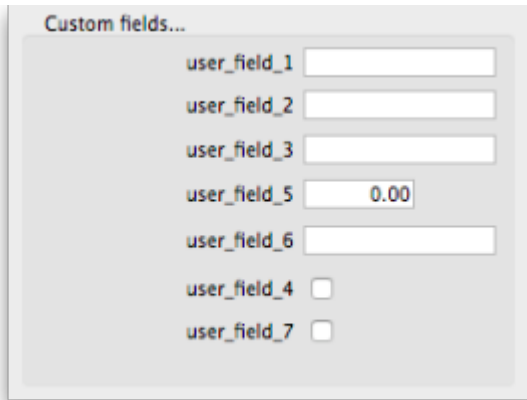 Custom fields...
user_field_1
user_field_2
user_field_3
user_field_5 0.00
user_field_6
user_field_4
user_field_7